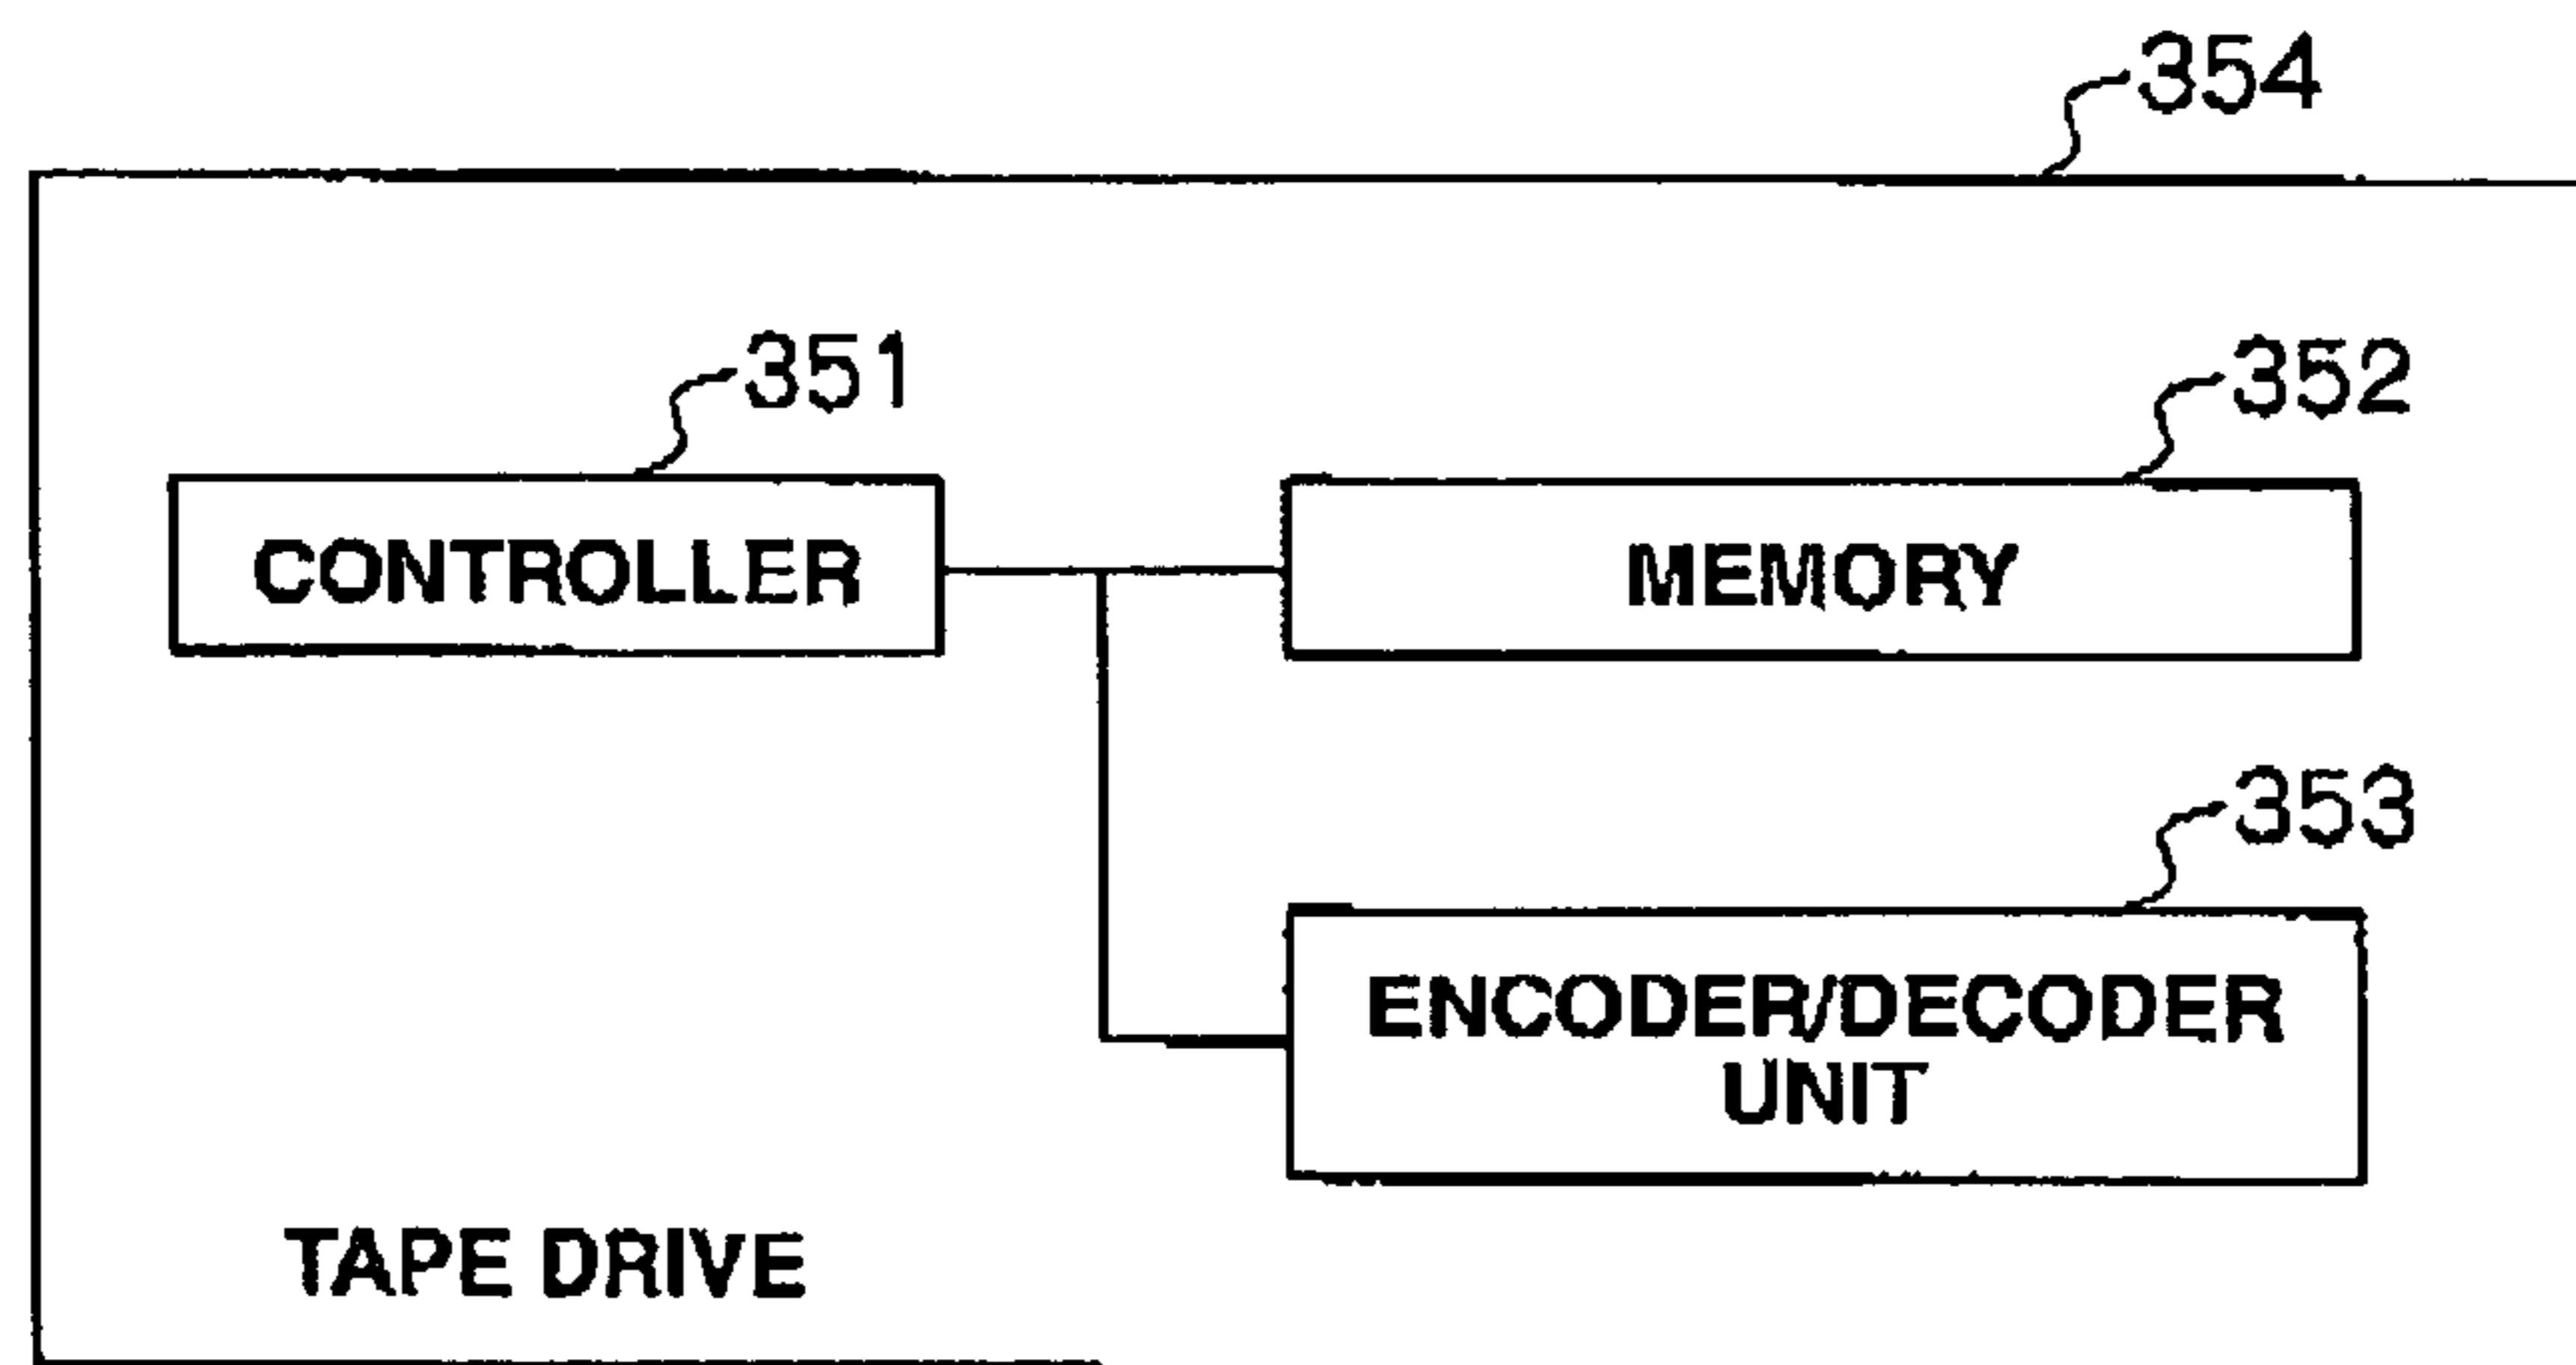 354
351
352
CONTROLLER
MEMORY
353
ENCODER/DECODER
UNIT
TAPE DRIVE